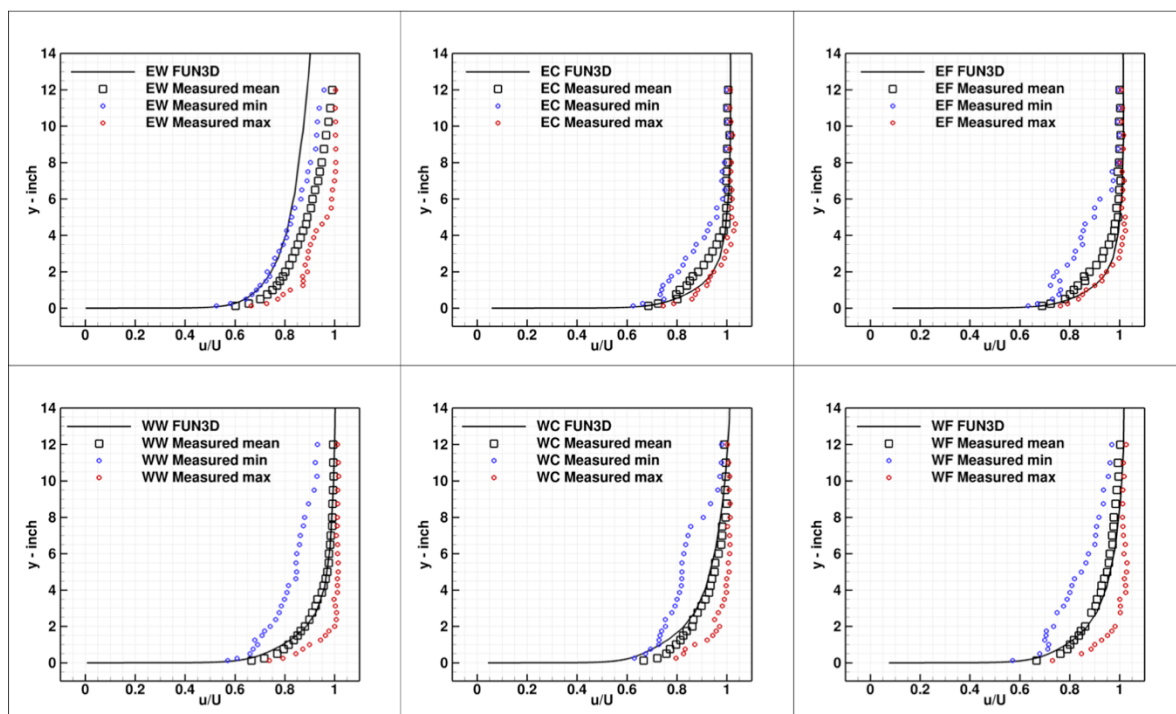 14
12
10
8
6
4
2
0
y - inch
EW FUN3D
EW Measured mean
EW Measured min
EW Measured max
0
0.2
0.4
0.6
0.8
1
u/U
14
12
10
8
6
4
2
0
y - inch
EC FUN3D
EC Measured mean
EC Measured min
EC Measured max
0
0.2
0.4
0.6
0.8
1
u/U
14
12
10
8
6
4
2
0
y - inch
EF FUN3D
EF Measured mean
EF Measured min
EF Measured max
0
0.2
0.4
0.6
0.8
1
u/U
14
12
10
8
6
4
2
0
y - inch
WW FUN3D
WW Measured mean
WW Measured min
WW Measured max
0
0.2
0.4
0.6
0.8
1
u/U
14
12
10
8
6
4
2
0
y - inch
WC FUN3D
WC Measured mean
WC Measured min
WC Measured max
0
0.2
0.4
0.6
0.8
1
u/U
14
12
10
8
6
4
2
0
y - inch
WF FUN3D
WF Measured mean
WF Measured min
WF Measured max
0
0.2
0.4
0.6
0.8
1
u/U